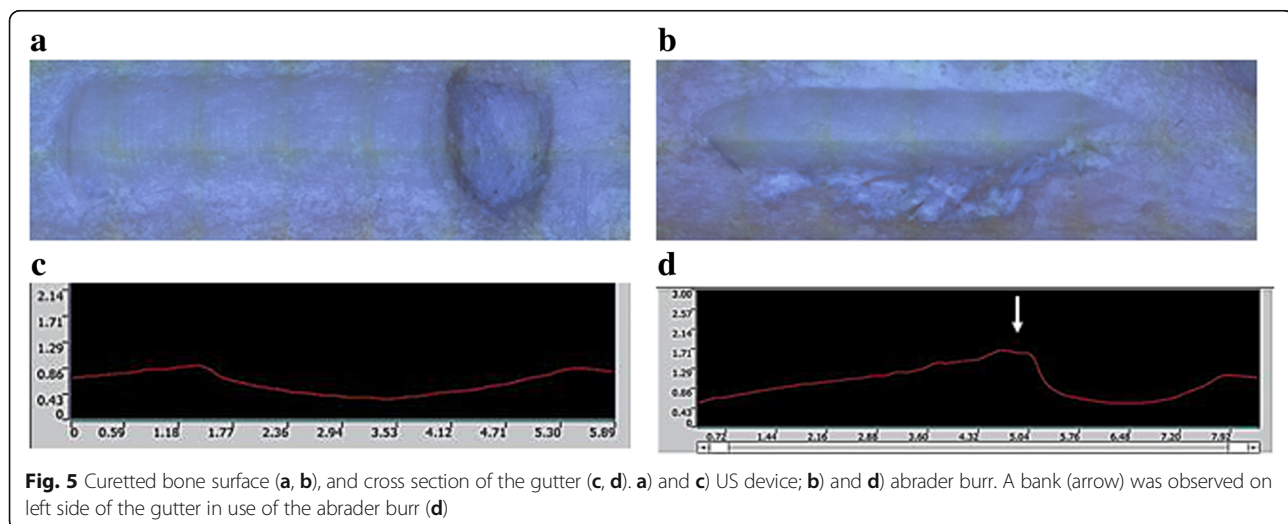 a
b
c
2.14
1.71
1.29
0.86
0.43
0
0 0.59 1.18 1.77 2.36 2.94 3.53 4.12 4.71 5.30 5.89
d
3.00
2.57
2.14
1.71
1.29
0.86
0.43
0
0.72 1.44 2.16 2.88 3.60 4.32 5.04 5.76 6.48 7.20 7.92
Fig. 5 Curetted bone surface (a, b), and cross section of the gutter (c, d). a) and c) US device; b) and d) abrader burr. A bank (arrow) was observed on
left side of the gutter in use of the abrader burr (d)